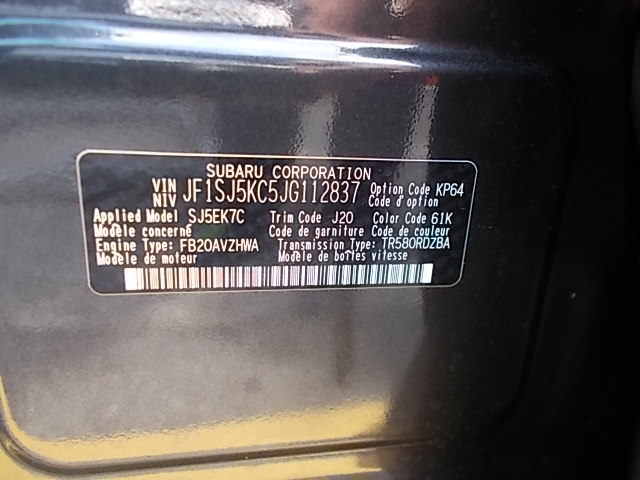 SUBARU CORPORATION
VIN NIV JF1SJ5KC5JG112837 Option Code KP64 Code d'option
Applied Model SJ5EK7C Trim Code J20 Color Code 61K
Modèle concerné Code de garniture Code de couleur
Engine Type: FB20AVZHWA Transmission Type: TR580RDZBA
Modèle de moteur Modèle de boîtes vitesse